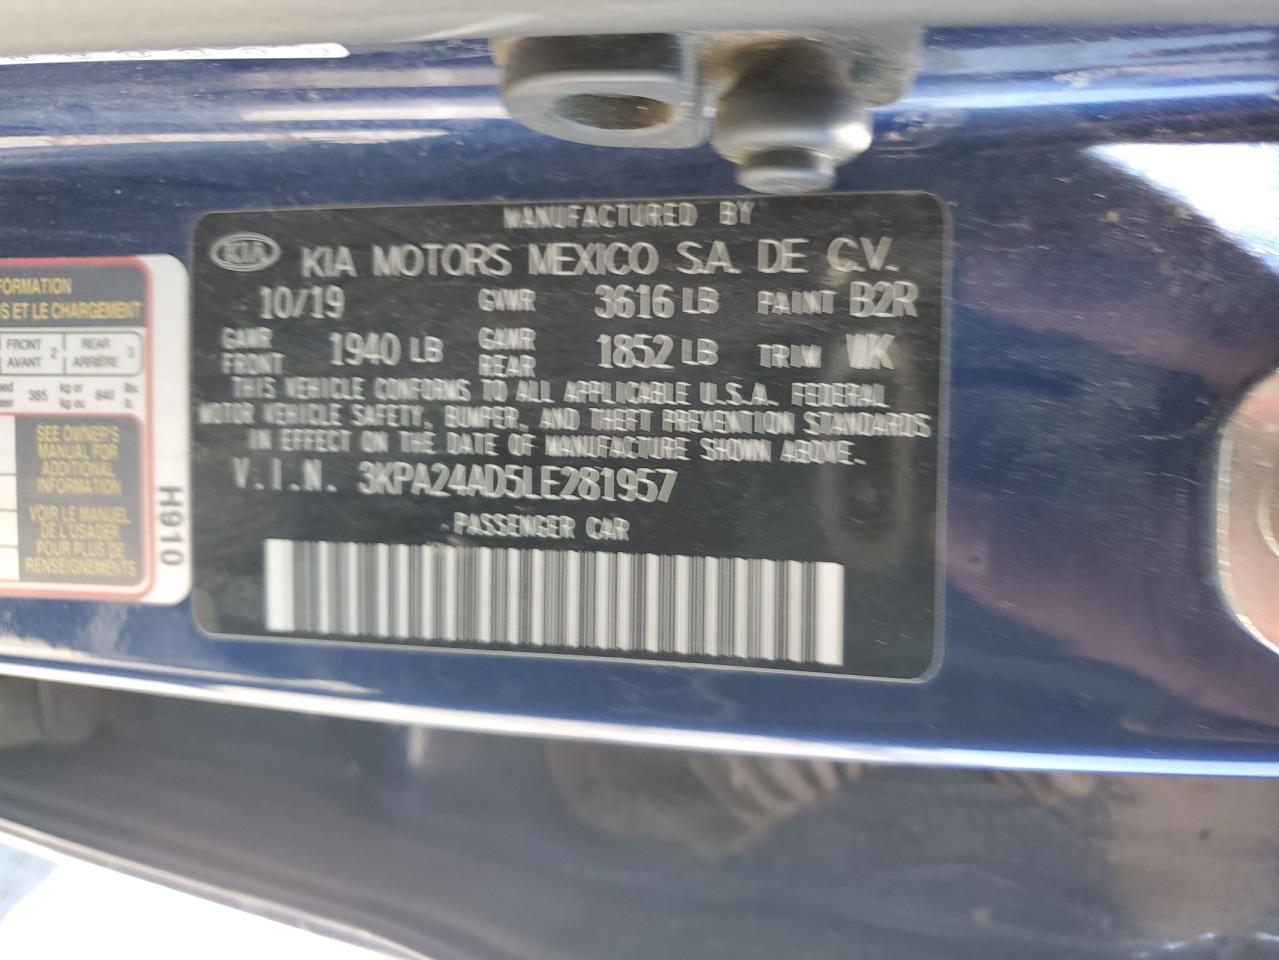 MANUFACTURED BY
KIA KIA MOTORS MEXICO S.A. DE C.V.
10/19 GVWR 3616 LB PAINT B2R
GAWR FRONT 1940 LB GAWR REAR 1852 LB TRIM WK
THIS VEHICLE CONFORMS TO ALL APPLICABLE U.S.A. FEDERAL
MOTOR VEHICLE SAFETY, BUMPER, AND THEFT PREVENTION STANDARDS
IN EFFECT ON THE DATE OF MANUFACTURE SHOWN ABOVE.
V.I.N. 3KPA24AD5LE281957
PASSENGER CAR
FORMATION
S ET LE CHARGEMENT
FRONT AVANT 2 REAR ARRIÈRE 3
385 kg or kg ou 849 lbs. lb.
SEE OWNER'S
MANUAL FOR
ADDITIONAL
INFORMATION
VOIR LE MANUEL
DE L'USAGER
POUR PLUS DE
RENSEIGNEMENTS
H910